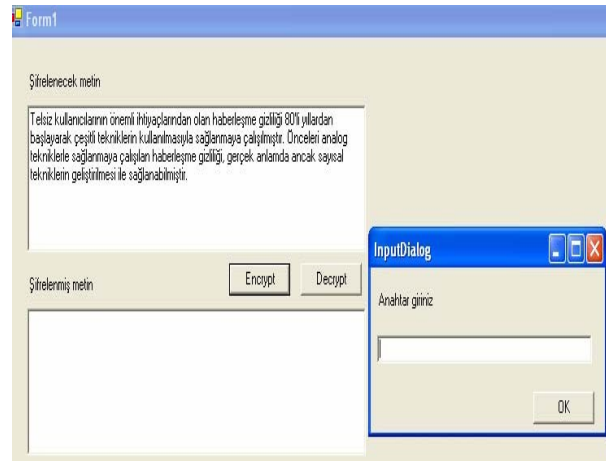 Form1
Şifrelenecek metin
Telsiz kullanıcılarının önemli ihtiyaçlarından olan haberleşme gizliliği 80'li yıllardan
başlayarak çeşitli tekniklerin kullanılmasıyla sağlanmaya çalışılmıştır. Önceleri analog
tekniklerle sağlanmaya çalışılan haberleşme gizliliği, gerçek anlamda ancak sayısal
tekniklerin geliştirilmesi ile sağlanabilmiştir.
Encrypt
Decrypt
Şifrelenmiş metin
InputDialog
Anahtar giriniz
OK